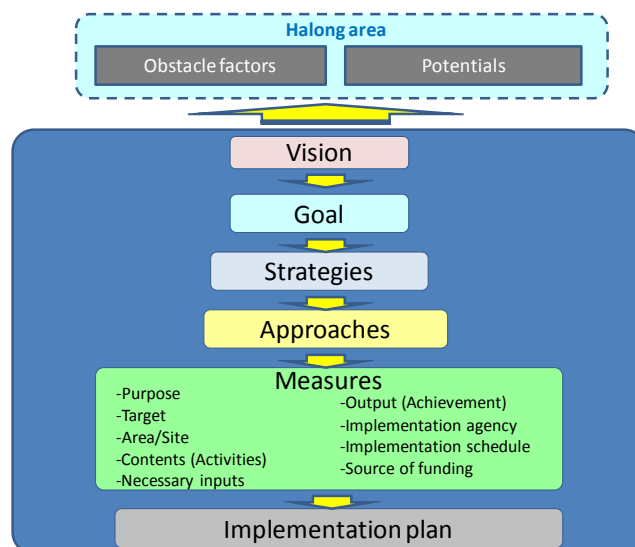 Halong area
Obstacle factors
Potentials
Vision
Goal
Strategies
Approaches
Measures
-Purpose
-Target
-Area/Site
-Contents (Activities)
-Necessary inputs
-Output (Achievement)
-Implementation agency
-Implementation schedule
-Source of funding
Implementation plan